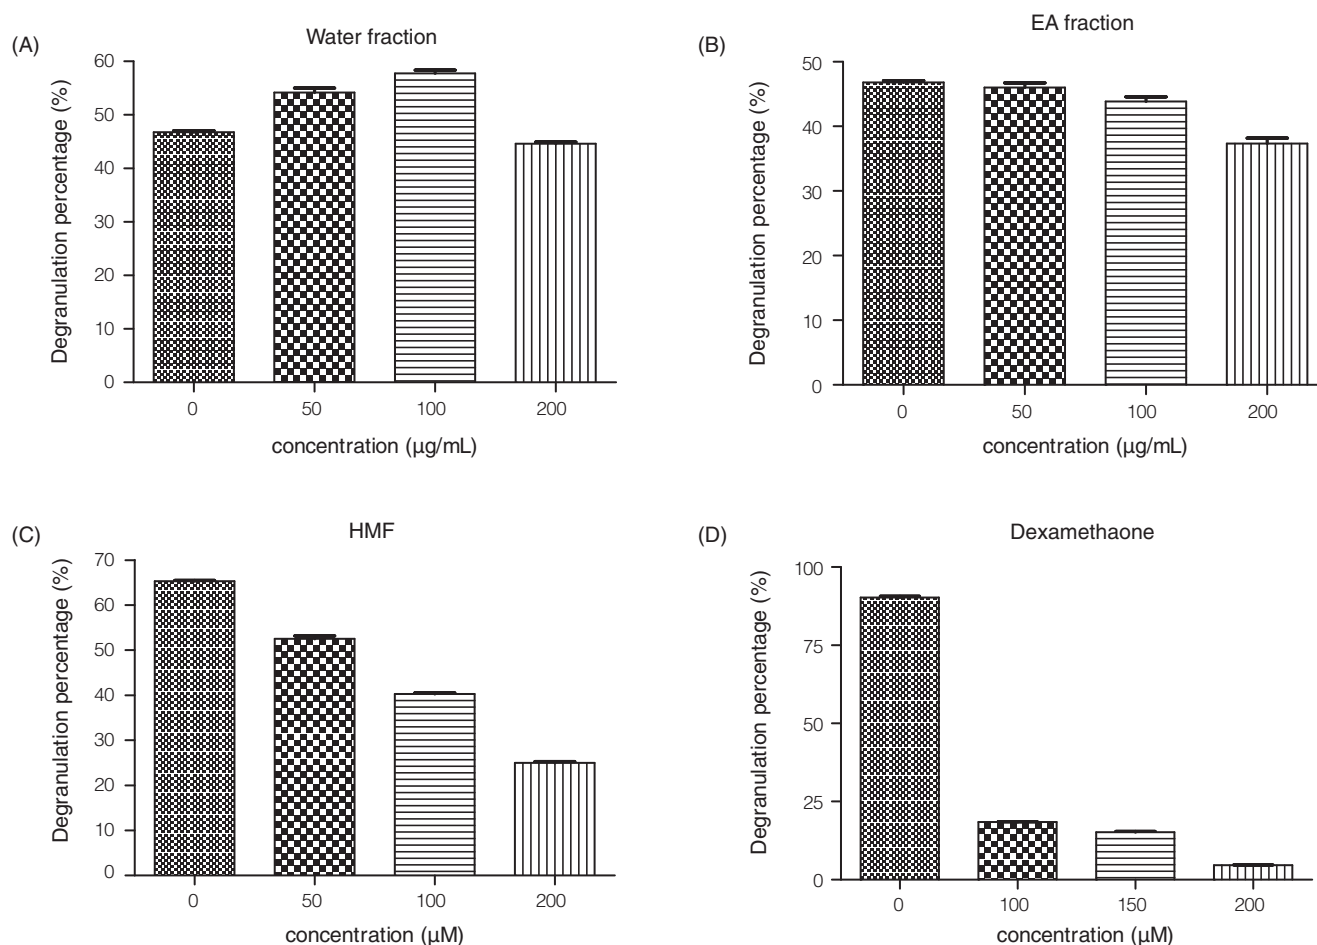 (A)
Water fraction
Degranulation percentage (%)
60
50
40
30
20
10
0
0 50 100 200
concentration (µg/mL)
(B)
EA fraction
Degranulation percentage (%)
50
40
30
20
10
0
0 50 100 200
concentration (µg/mL)
(C)
HMF
Degranulation percentage (%)
70
60
50
40
30
20
10
0
0 50 100 200
concentration (µM)
(D)
Dexamethaone
Degranulation percentage (%)
100
75
50
25
0
0 100 150 200
concentration (µM)